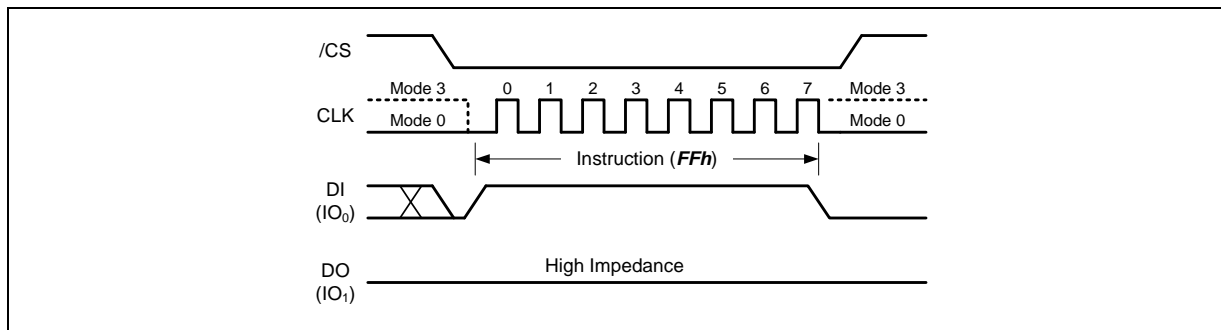 /CS
Mode 3 0 1 2 3 4 5 6 7 Mode 3
CLK
Mode 0 Mode 0
Instruction (FFh)
DI
(IO0)
High Impedance
DO
(IO1)